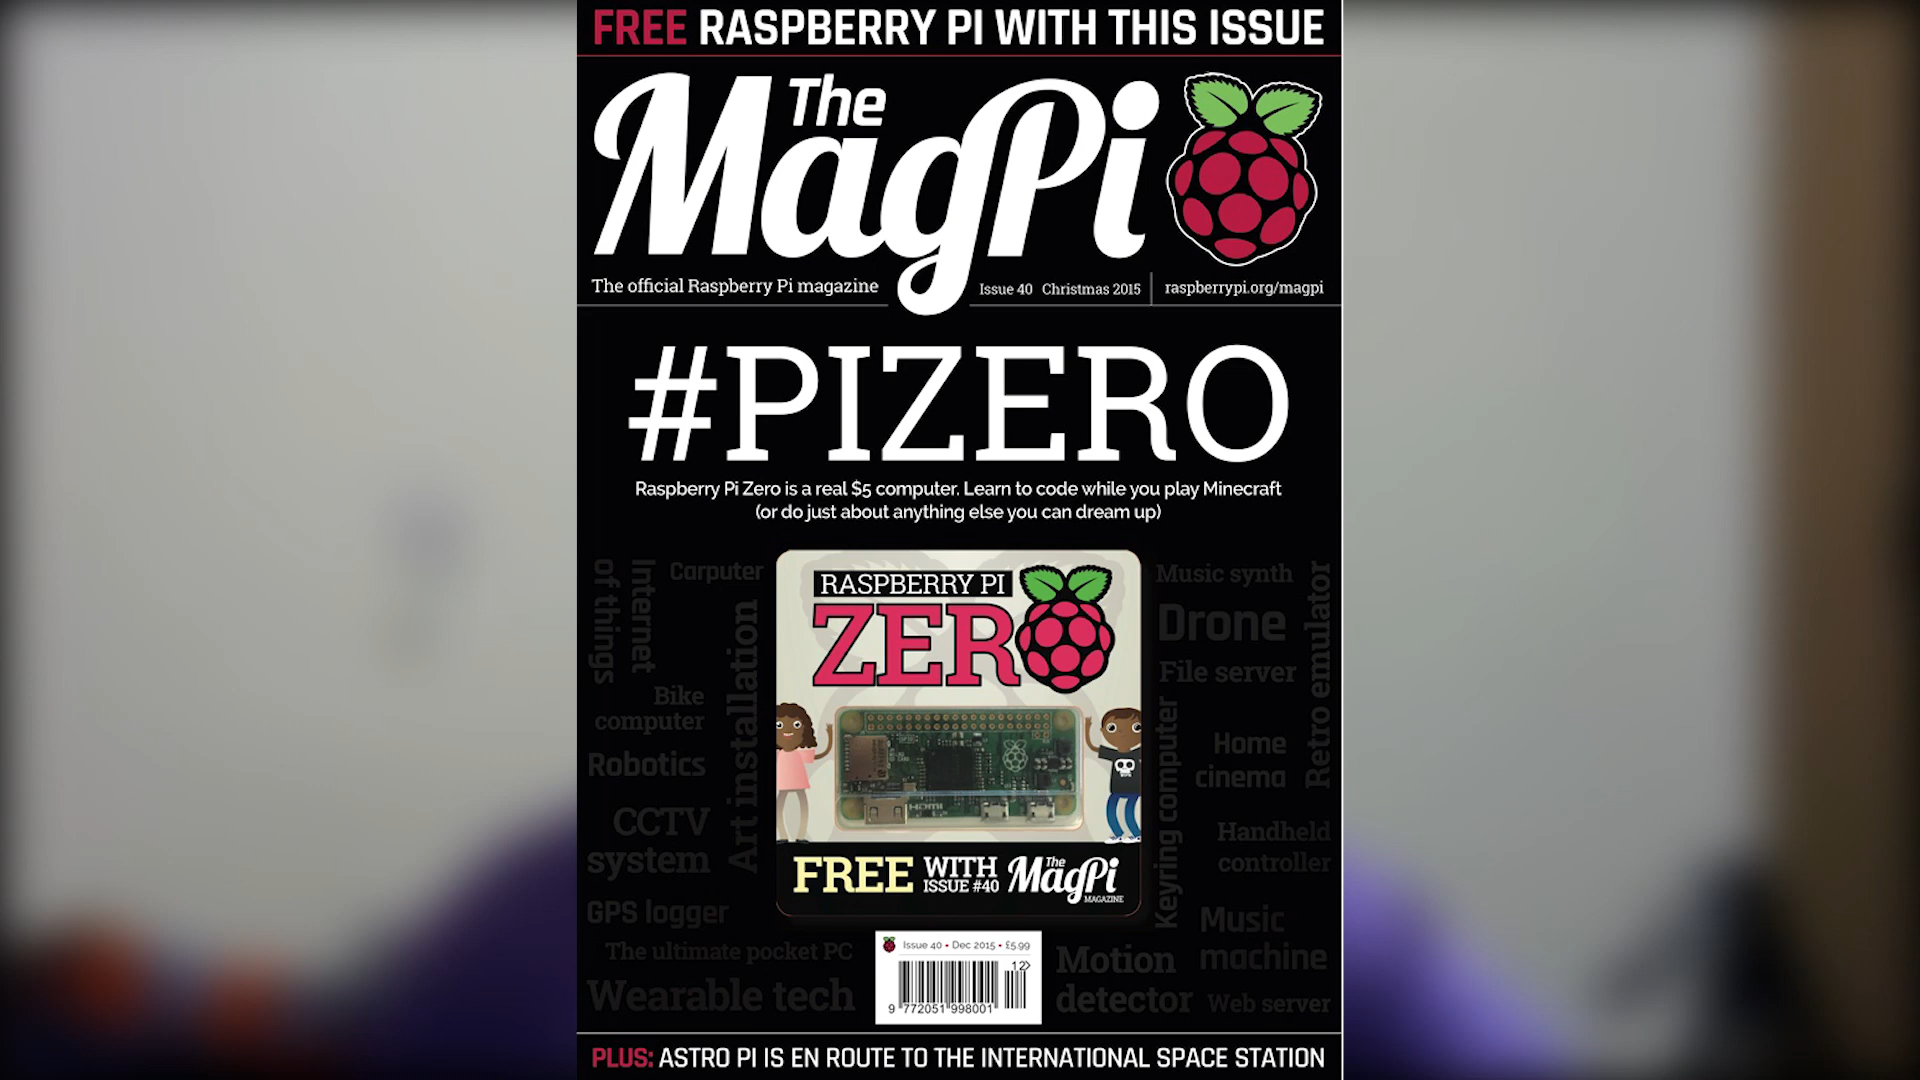 FREE RASPBERRY PI WITH THIS ISSUE
The
MagPi
The official Raspberry Pi magazine
Issue 40 Christmas 2015
raspberrypi.org/magpi
#PIZERO
Raspberry Pi Zero is a real $5 computer. Learn to code while you play Minecraft
(or do just about anything else you can dream up)
Internet
of things
Carputer
Art installation
Bike
computer
Robotics
CCTV
system
GPS logger
The ultimate pocket PC
Wearable tech
RASPBERRY PI
ZERO
HDMI
FREE WITH
ISSUE #40
The
MagPi
MAGAZINE
Music synth
Drone
File server
Retro emulator
Keyring computer
Home
cinema
Handheld
controller
Music
machine
Motion
detector
Web server
Issue 40 • Dec 2015 • £5.99
12>
9 772051 998001
PLUS: ASTRO PI IS EN ROUTE TO THE INTERNATIONAL SPACE STATION